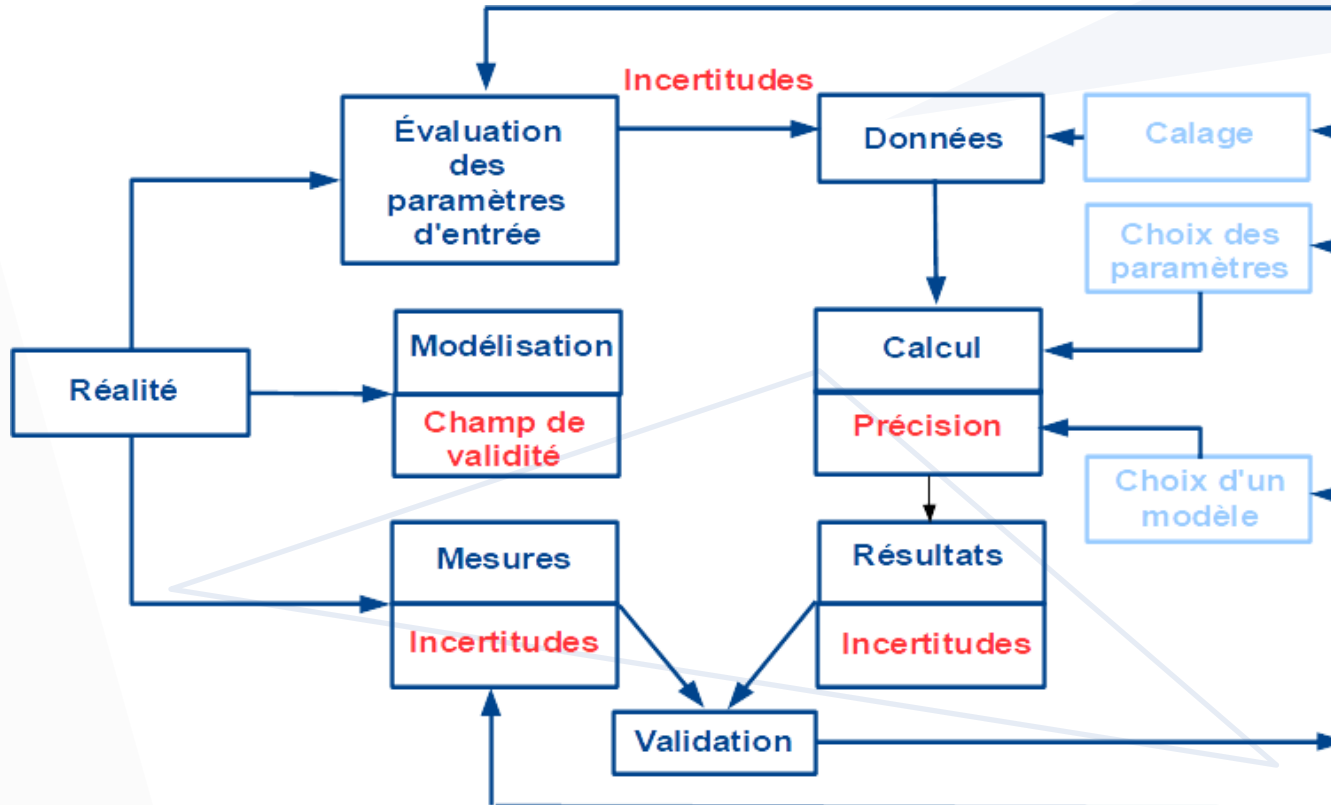 Incertitudes
Évaluation
des
paramètres
d'entrée
Données
Calage
Choix des
paramètres
Réalité
Modélisation
Champ de
validité
Calcul
Précision
Choix d'un
modèle
Mesures
Incertitudes
Résultats
Incertitudes
Validation